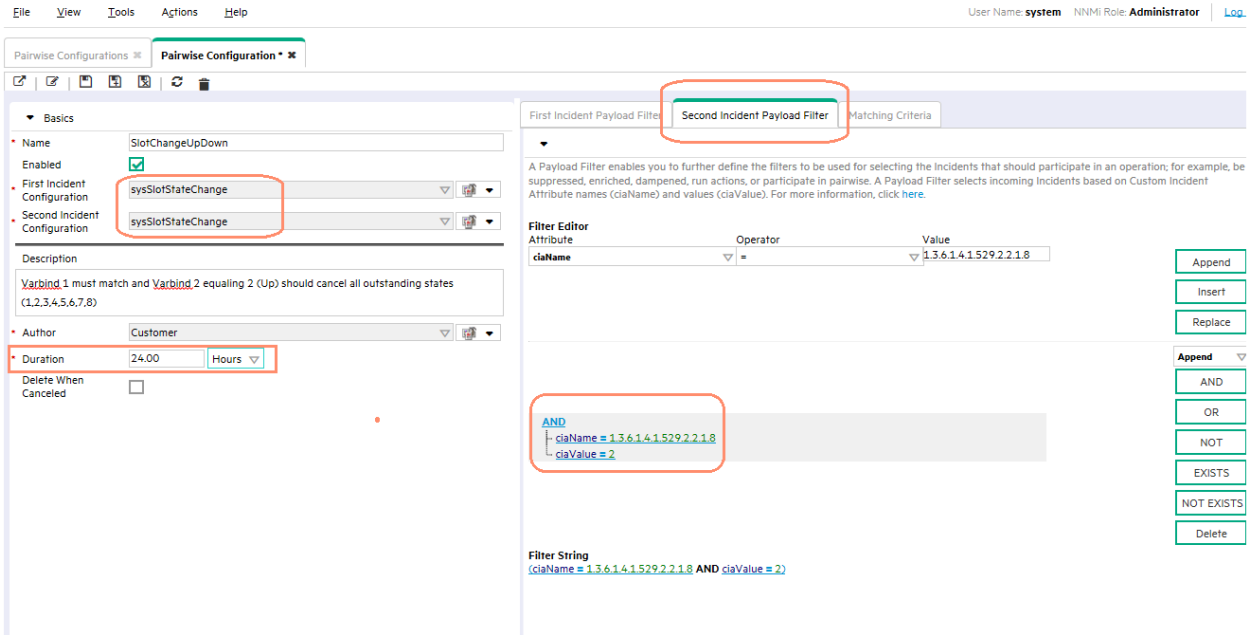 File View Tools Actions Help
User Name: system NNMi Role: Administrator Log
Pairwise Configurations ✖ Pairwise Configuration * ✖
Basics
* Name SlotChangeUpDown
Enabled
* First Incident Configuration sysSlotStateChange
* Second Incident Configuration sysSlotStateChange
Description
Varbind 1 must match and Varbind 2 equaling 2 (Up) should cancel all outstanding states
(1,2,3,4,5,6,7,8)
* Author Customer
* Duration 24.00 Hours
Delete When Canceled
First Incident Payload Filter Second Incident Payload Filter Matching Criteria
A Payload Filter enables you to further define the filters to be used for selecting the Incidents that should participate in an operation; for example, be
suppressed, enriched, dampened, run actions, or participate in pairwise. A Payload Filter selects incoming Incidents based on Custom Incident
Attribute names (ciaName) and values (ciaValue). For more information, click here.
Filter Editor
Attribute Operator Value
ciaName = 1.3.6.1.4.1.529.2.2.1.8
Append
Insert
Replace
Append
AND
OR
NOT
EXISTS
NOT EXISTS
Delete
AND
ciaName = 1.3.6.1.4.1.529.2.2.1.8
ciaValue = 2
Filter String
(ciaName = 1.3.6.1.4.1.529.2.2.1.8 AND ciaValue = 2)